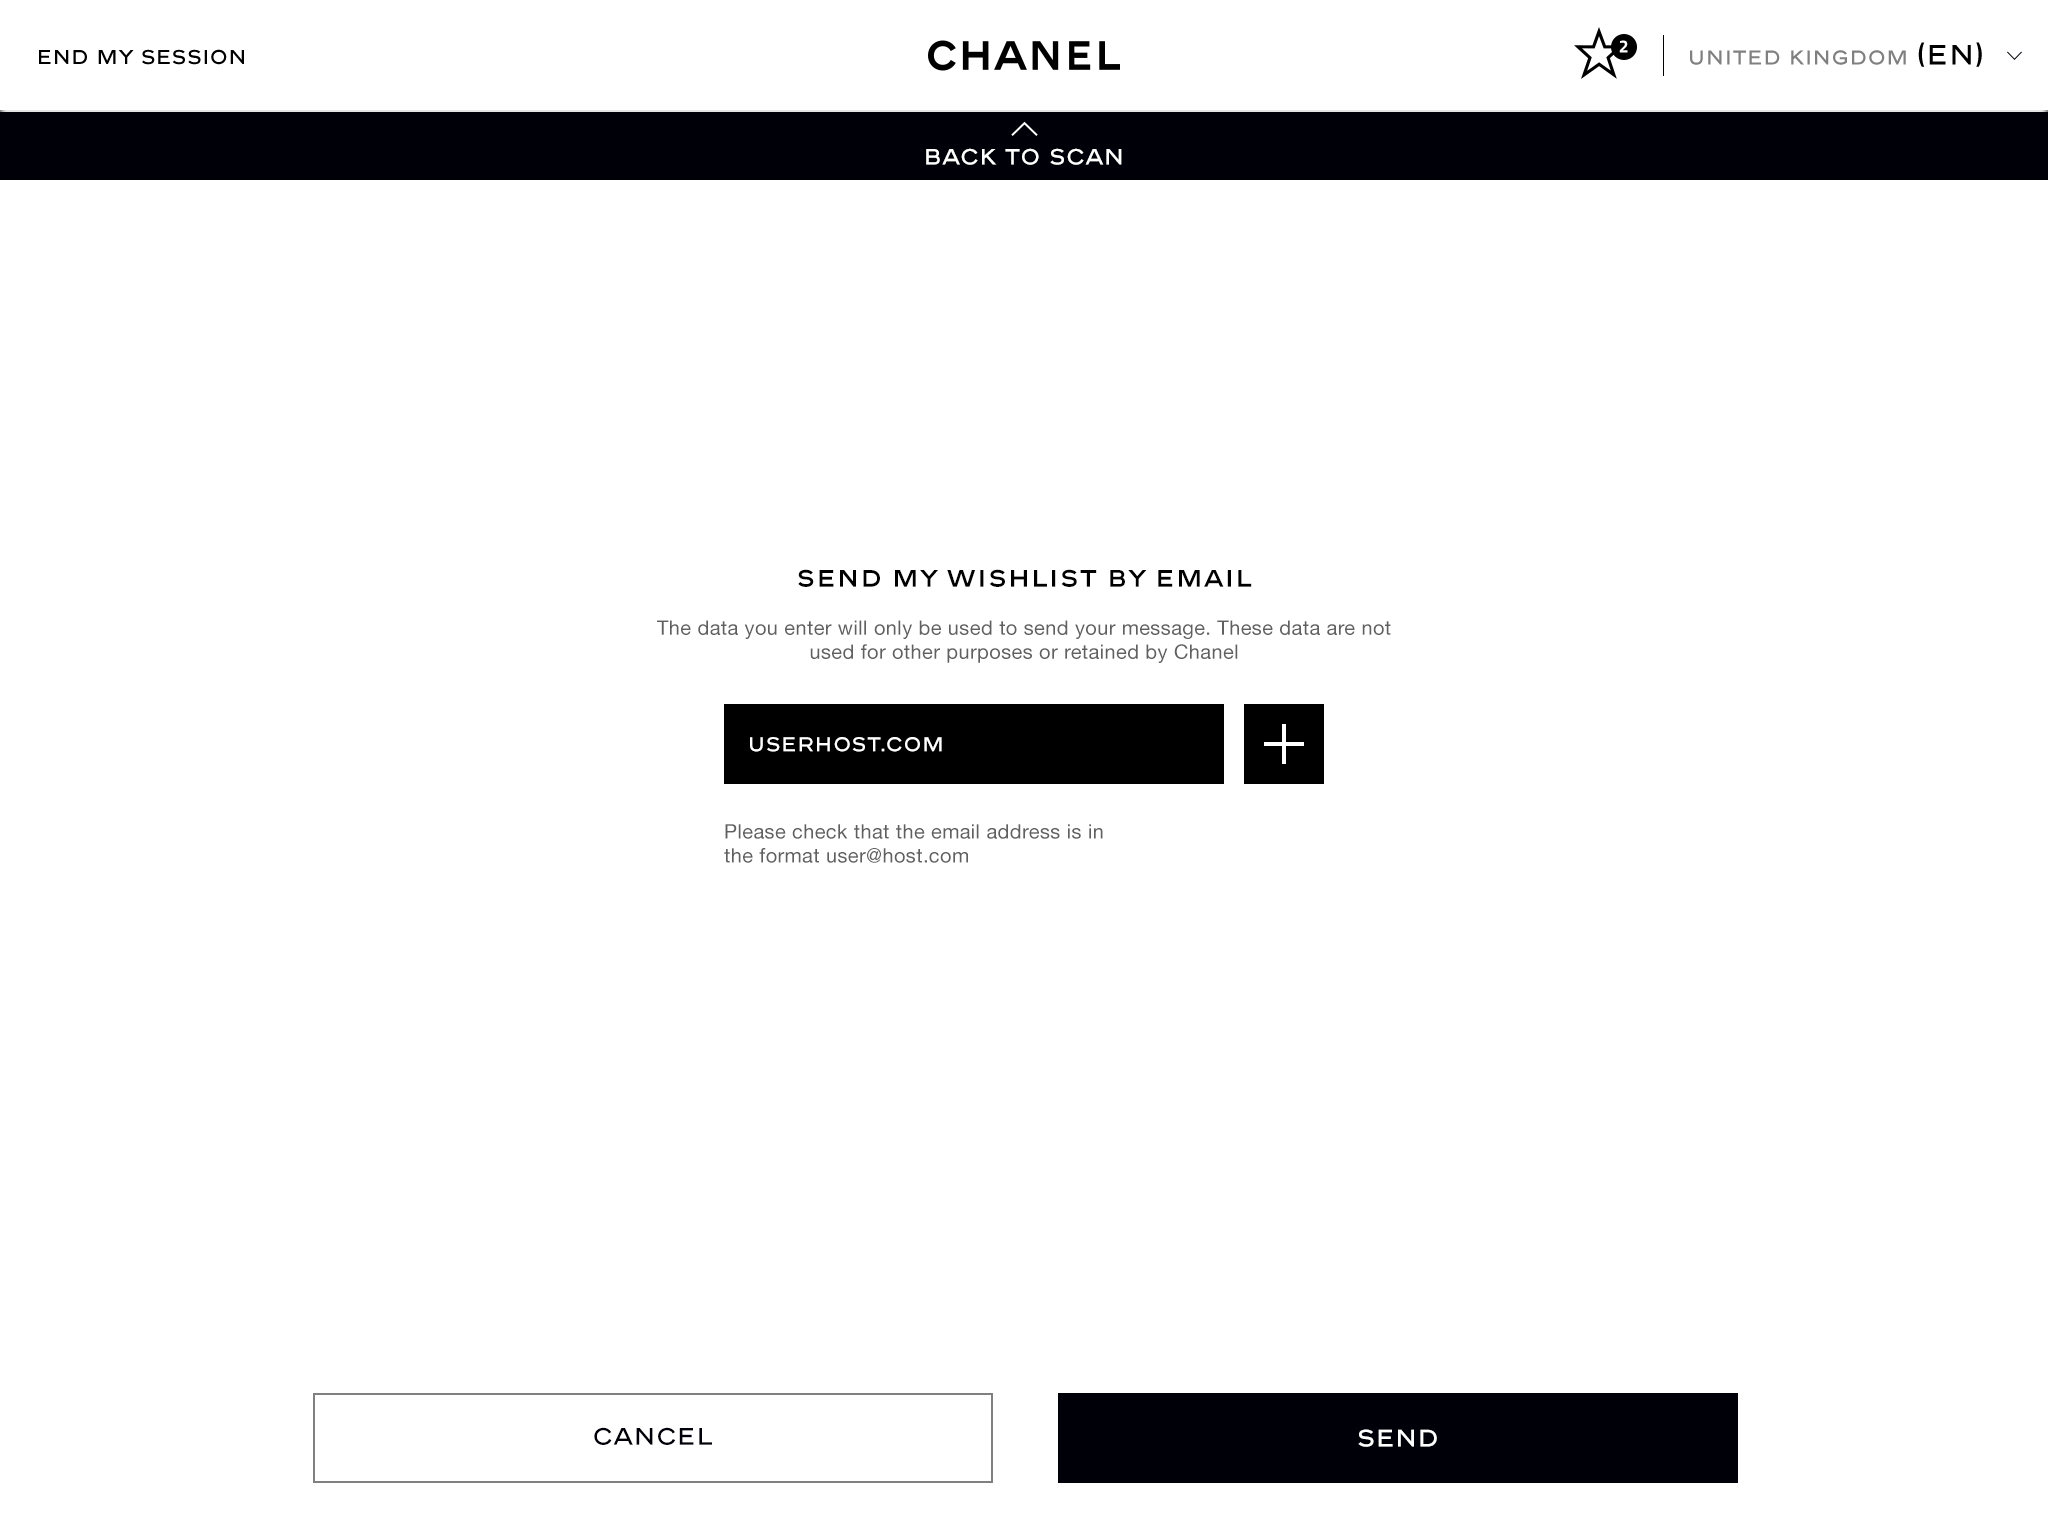 END MY SESSION
CHANEL
2
UNITED KINGDOM (EN)
BACK TO SCAN
SEND MY WISHLIST BY EMAIL
The data you enter will only be used to send your message. These data are not
used for other purposes or retained by Chanel
USERHOST.COM
Please check that the email address is in
the format user@host.com
CANCEL
SEND